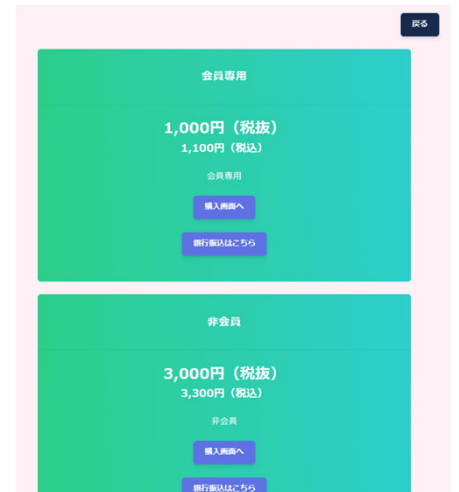 戻る
会員専用
1,000円（税抜）
1,100円（税込）
会員専用
購入画面へ
銀行振込はこちら
非会員
3,000円（税抜）
3,300円（税込）
非会員
購入画面へ
銀行振込はこちら